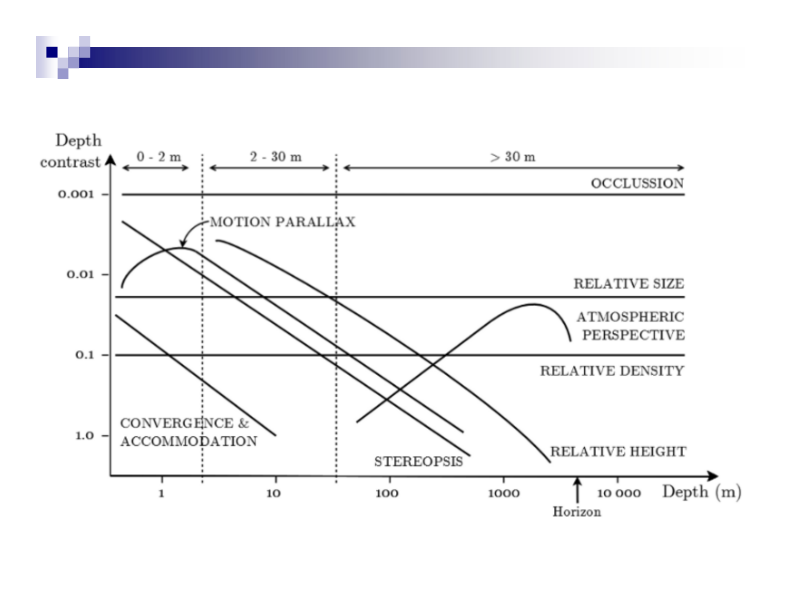 Depth
contrast
0 - 2 m
2 - 30 m
> 30 m
OCCLUSSION
0.001
MOTION PARALLAX
0.01
RELATIVE SIZE
ATMOSPHERIC
PERSPECTIVE
0.1
RELATIVE DENSITY
CONVERGENCE &
ACCOMMODATION
1.0
STEREOPSIS
RELATIVE HEIGHT
1
10
100
1000
10 000
Depth (m)
Horizon